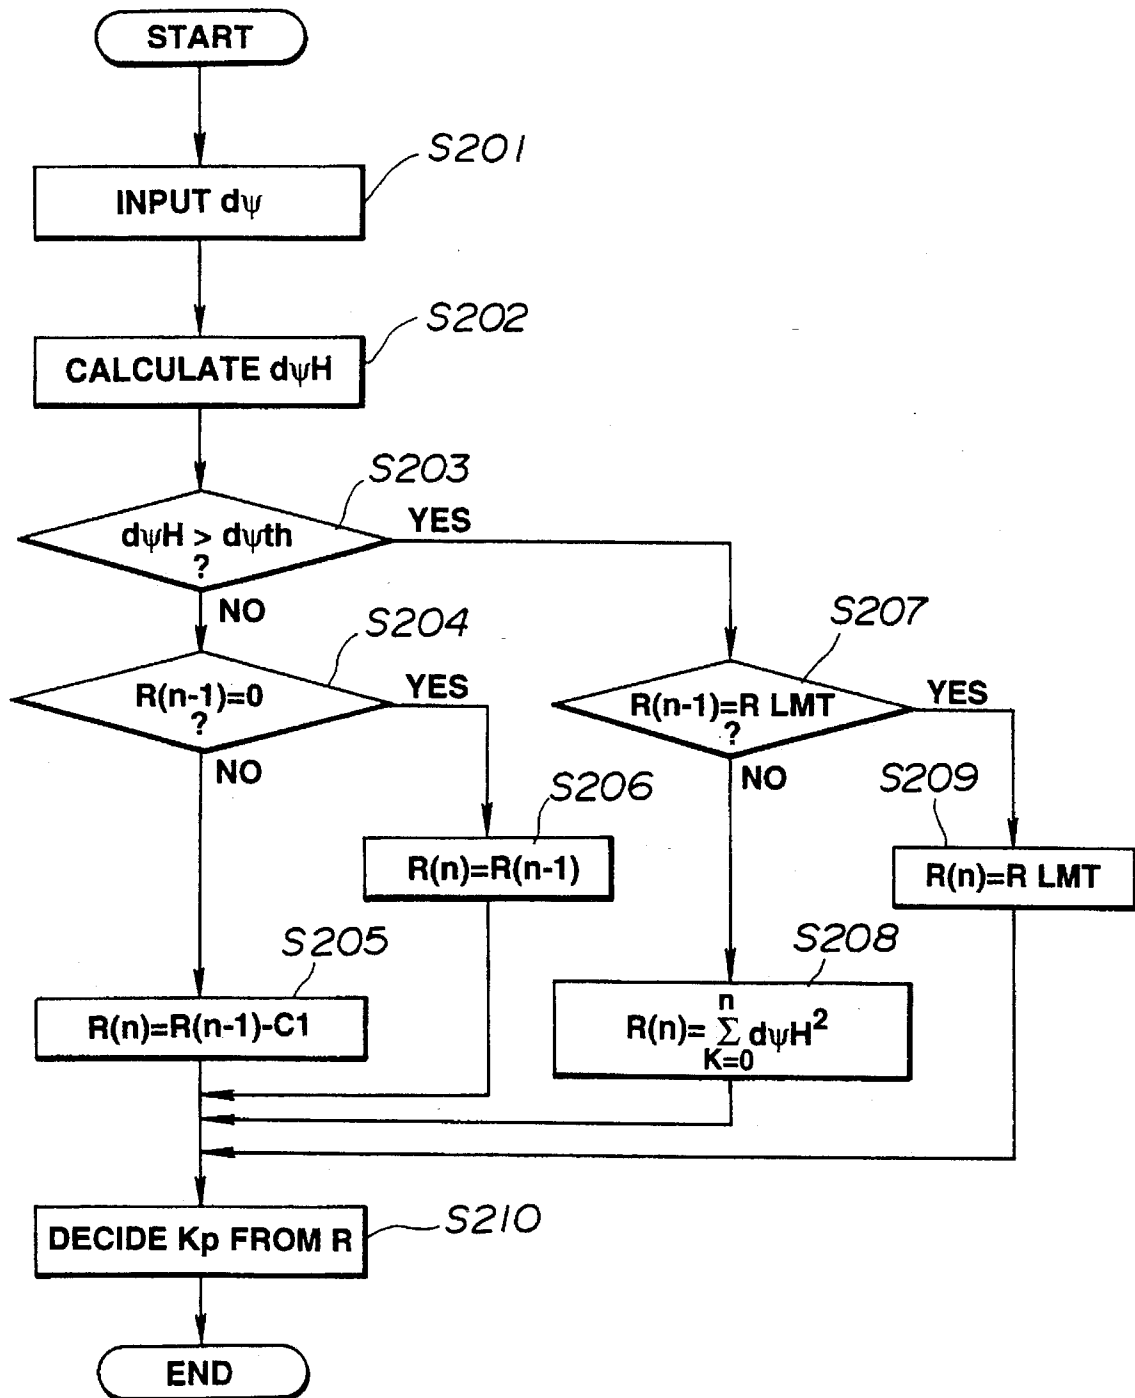 START
S201
INPUT dψ
S202
CALCULATE dψH
S203
dψH > dψth
?
YES
NO
S204
R(n-1)=0
?
YES
NO
S207
R(n-1)=R LMT
?
YES
NO
S206
R(n)=R(n-1)
S209
R(n)=R LMT
S205
R(n)=R(n-1)-C1
S208
n
R(n)= Σ dψH²
K=0
S210
DECIDE Kp FROM R
END